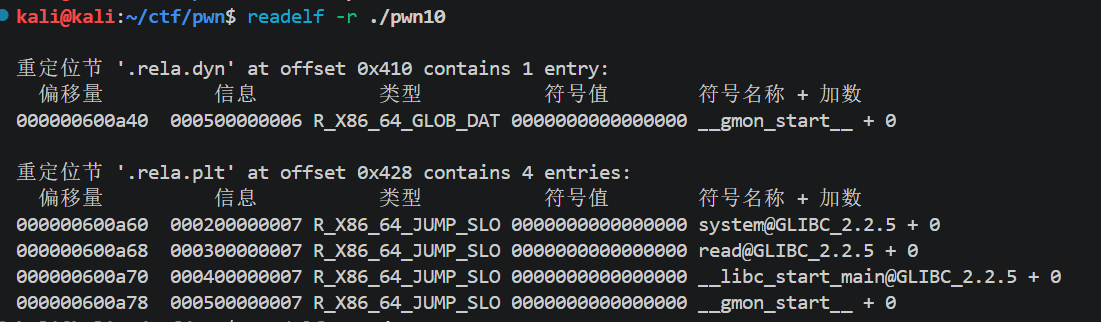 kali@kali:~/ctf/pwn$ readelf -r ./pwn10
重定位节 '.rela.dyn' at offset 0x410 contains 1 entry:
偏移量 信息 类型 符号值 符号名称 + 加数
000000600a40 000500000006 R_X86_64_GLOB_DAT 0000000000000000 __gmon_start__ + 0
重定位节 '.rela.plt' at offset 0x428 contains 4 entries:
偏移量 信息 类型 符号值 符号名称 + 加数
000000600a60 000200000007 R_X86_64_JUMP_SLO 0000000000000000 system@GLIBC_2.2.5 + 0
000000600a68 000300000007 R_X86_64_JUMP_SLO 0000000000000000 read@GLIBC_2.2.5 + 0
000000600a70 000400000007 R_X86_64_JUMP_SLO 0000000000000000 __libc_start_main@GLIBC_2.2.5 + 0
000000600a78 000500000007 R_X86_64_JUMP_SLO 0000000000000000 __gmon_start__ + 0